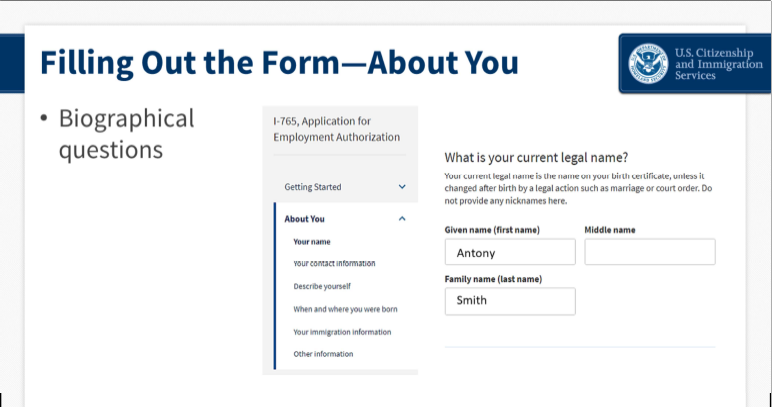 Filling Out the Form—About You
U.S. Citizenship
and Immigration
Services
• Biographical
questions
I-765, Application for
Employment Authorization
Getting Started
About You
Your name
Your contact information
Describe yourself
When and where you were born
Your immigration information
Other information
What is your current legal name?
Your current legal name is the name on your birth certificate, unless it
changed after birth by a legal action such as marriage or court order. Do
not provide any nicknames here.
Given name (first name)
Middle name
Antony
Family name (last name)
Smith